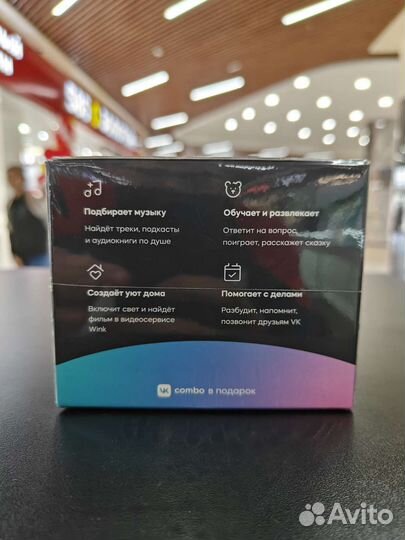 Подбирает музыку
Найдёт треки, подкасты
и аудиокниги по душе
Обучает и развлекает
Ответит на вопрос,
поиграет, расскажет сказку
Создаёт уют дома
Включит свет и найдёт
фильм в видеосервисе
Wink
Помогает с делами
Разбудит, напомнит,
позвонит друзьям VK
VK combo в подарок
Avito